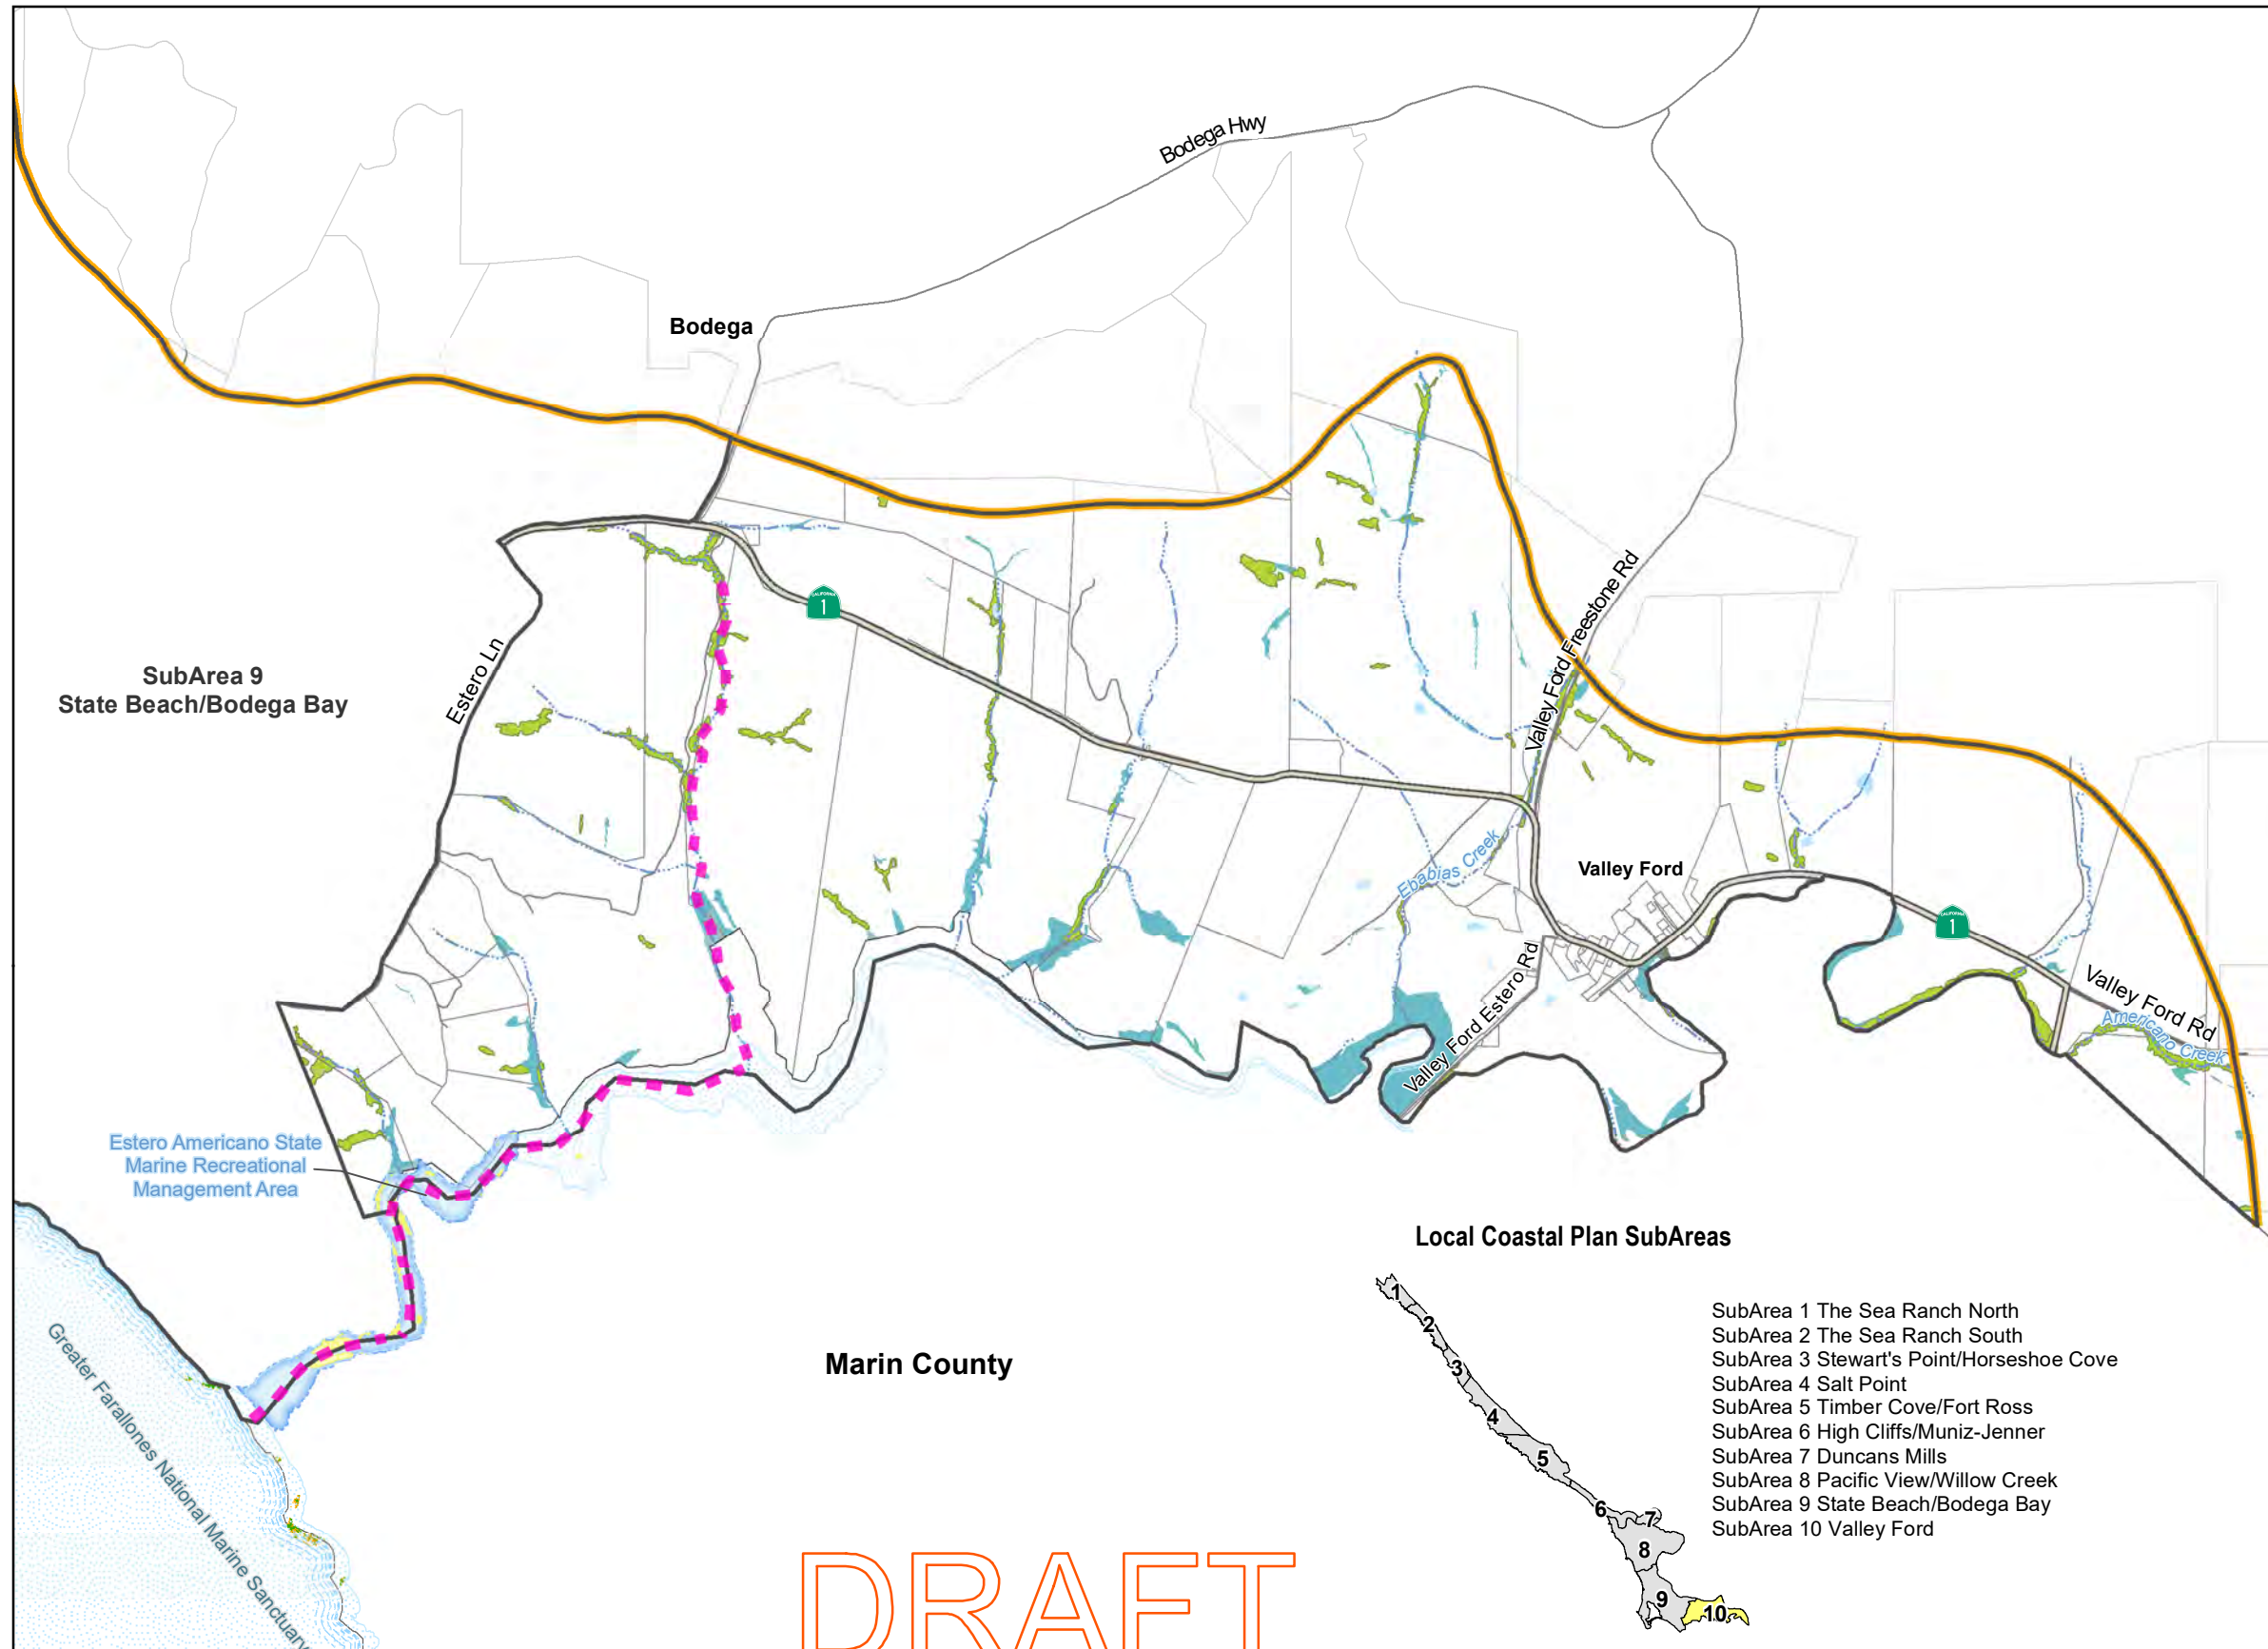 Bodega Hwy
Bodega
CALIFORNIA
1
Valley Ford Freestone Rd
SubArea 9
State Beach/Bodega Bay
Estero Ln
Ebabias Creek
Valley Ford
CALIFORNIA
1
Valley Ford Estero Rd
Valley Ford Rd
Americano Creek
Estero Americano State
Marine Recreational
Management Area
Greater Farallones National Marine Sanctuary
Marin County
Local Coastal Plan SubAreas
1
2
3
4
5
6
7
8
9
10
SubArea 1 The Sea Ranch North
SubArea 2 The Sea Ranch South
SubArea 3 Stewart's Point/Horseshoe Cove
SubArea 4 Salt Point
SubArea 5 Timber Cove/Fort Ross
SubArea 6 High Cliffs/Muniz-Jenner
SubArea 7 Duncans Mills
SubArea 8 Pacific View/Willow Creek
SubArea 9 State Beach/Bodega Bay
SubArea 10 Valley Ford
DRAFT